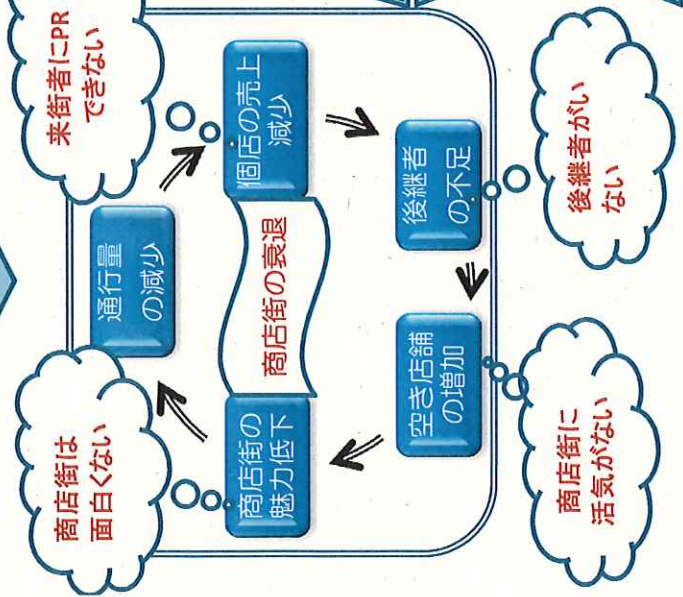 商店街は
面白くない
来街者にPR
できない
通行量
の減少
個店の売上
減少
後継者
の不足
空き店舗
の増加
商店街の
魅力低下
商店街の衰退
商店街に
活気がない
後継者がい
ない